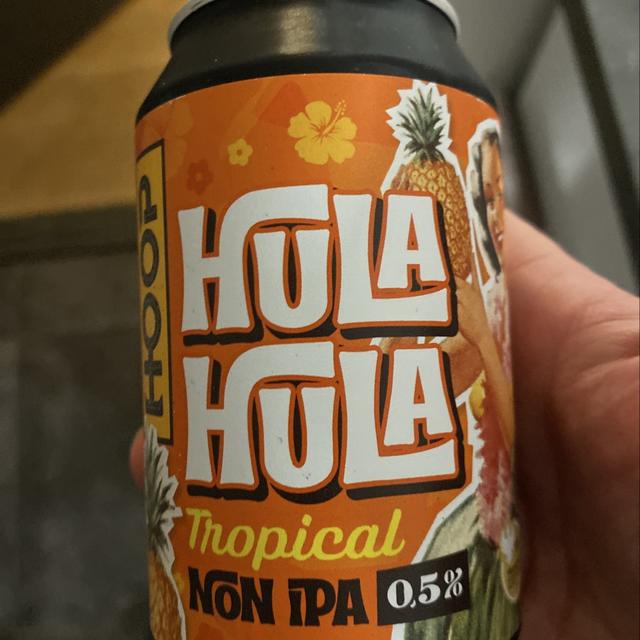 HOOP
HULA
HULA
Tropical
NON IPA 0,5%